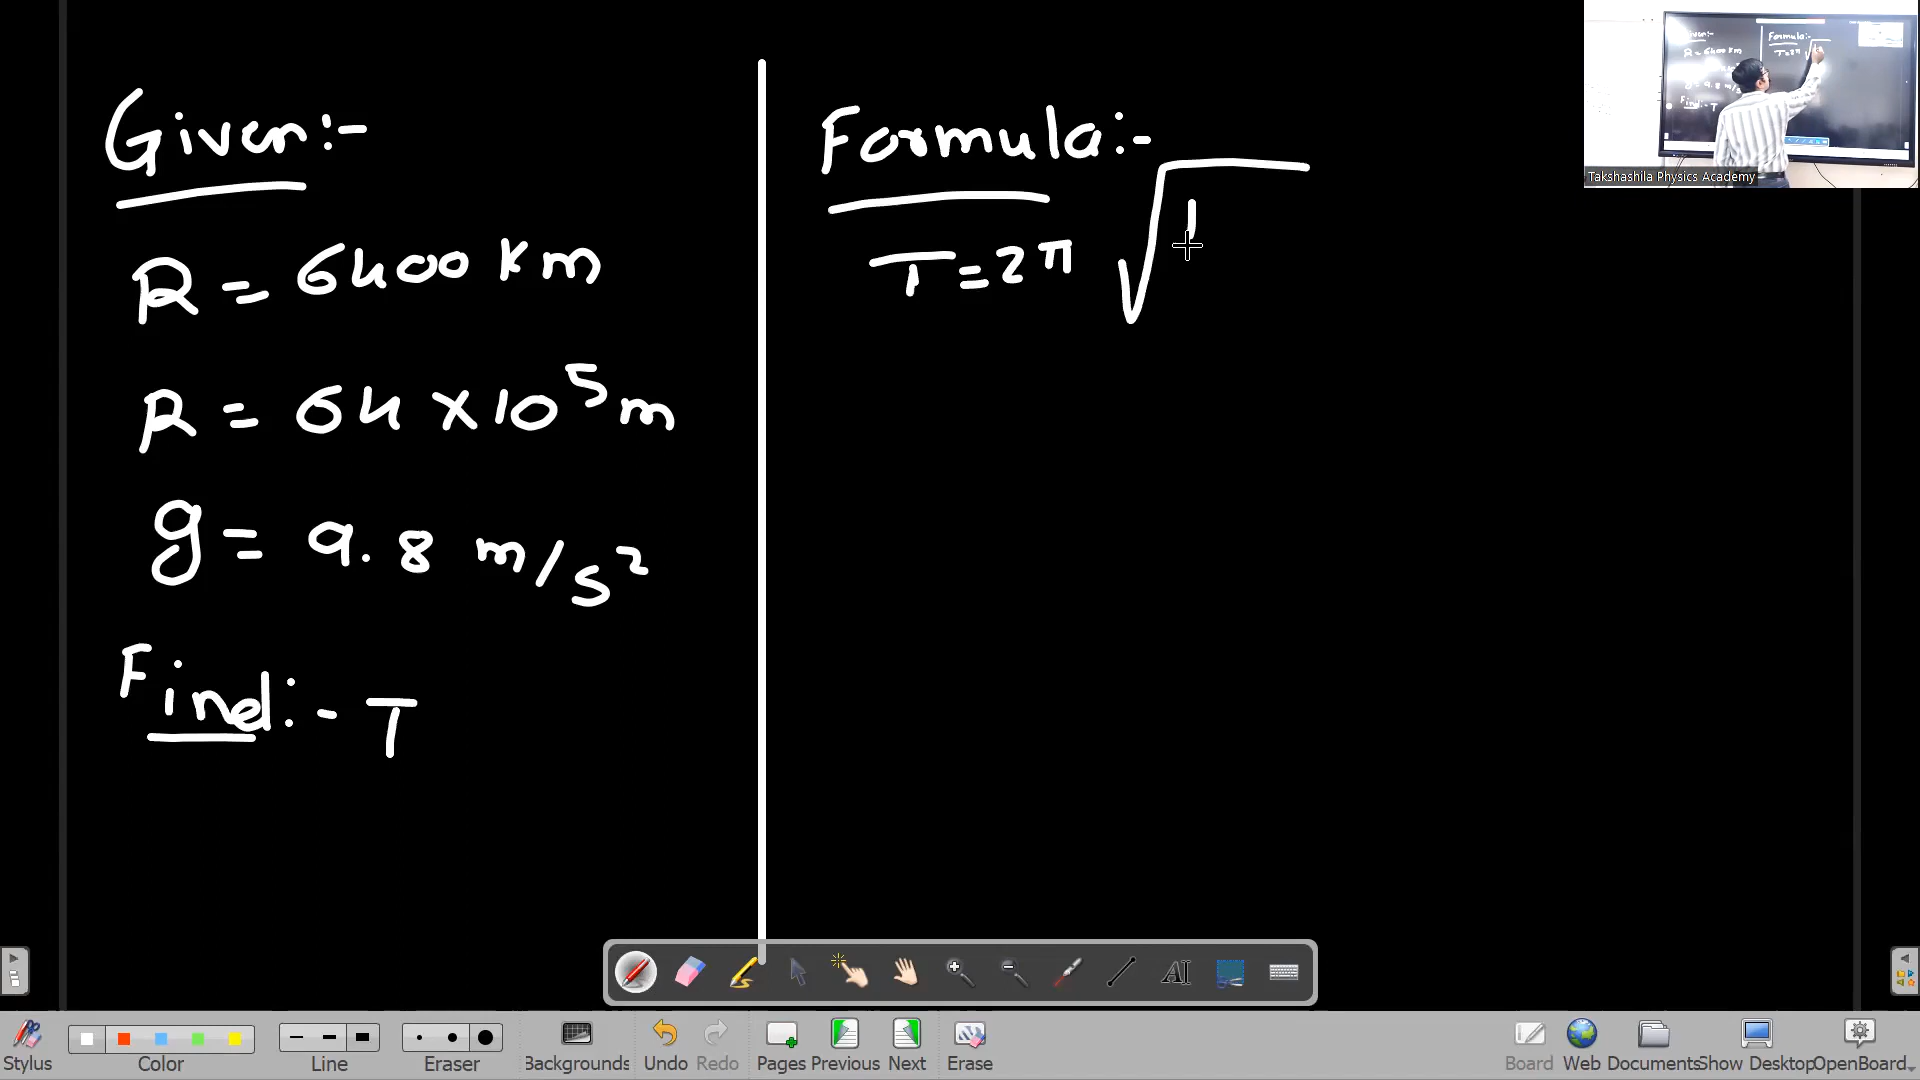 Given:-
R = 6400 Km
R = 64 × 10⁵ m
g = 9.8 m/s²
Find:- T
Formula:-
T = 2π √
Takshashila Physics Academy
Stylus
Color
Line
Eraser
Backgrounds
Undo
Redo
Pages
Previous
Next
Erase
Board
Web
Documents
Show Desktop
OpenBoard